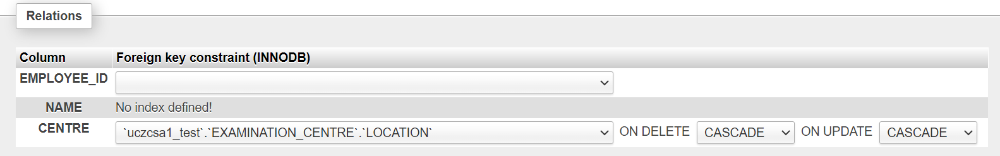 Relations
Column Foreign key constraint (INNODB)
EMPLOYEE_ID
NAME No index defined!
CENTRE `uczcsa1_test`.`EXAMINATION_CENTRE`.`LOCATION` ON DELETE CASCADE ON UPDATE CASCADE